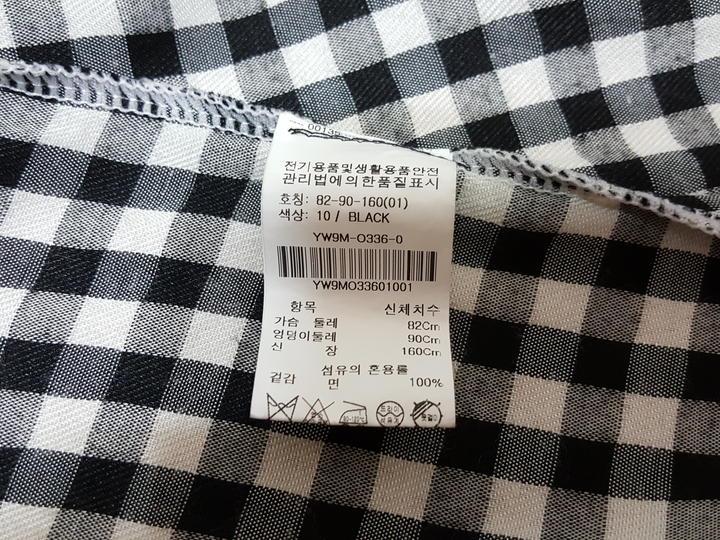 00135
전기용품및생활용품안전
관리법에의한품질표시
호칭: 82-90-160(01)
색상: 10 / BLACK
YW9M-O336-0
YW9MO33601001
항목 신체치수
가슴 둘레 82Cm
엉덩이둘레 90Cm
신 장 160Cm
섬유의 혼용률
겉감 면 100%